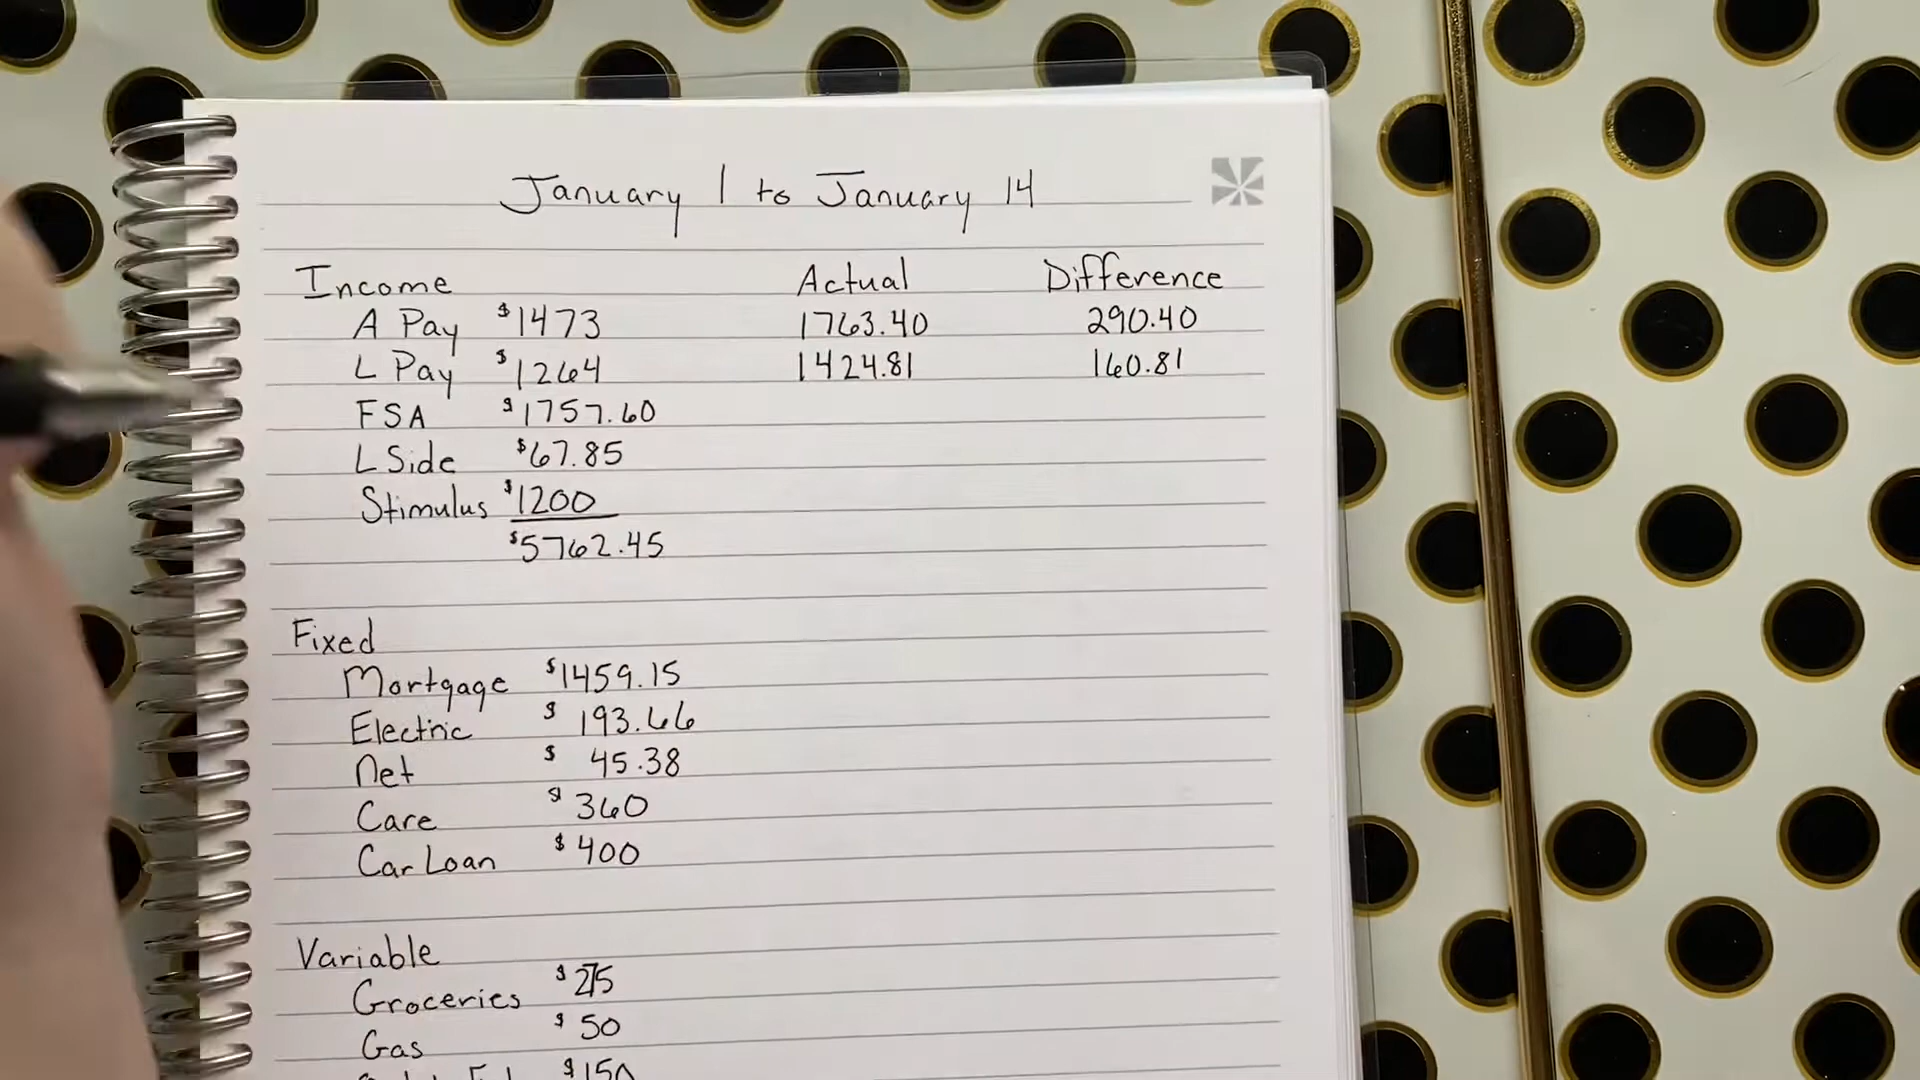 January 1 to January 14
Income Actual Difference
A Pay $1473 1763.40 290.40
L Pay $1264 1424.81 160.81
FSA $1757.60
L Side $67.85
Stimulus $1200
$5762.45
Fixed
Mortgage $1459.15
Electric $193.66
Net $45.38
Care $360
Car Loan $400
Variable
Groceries $275
Gas $50
$150